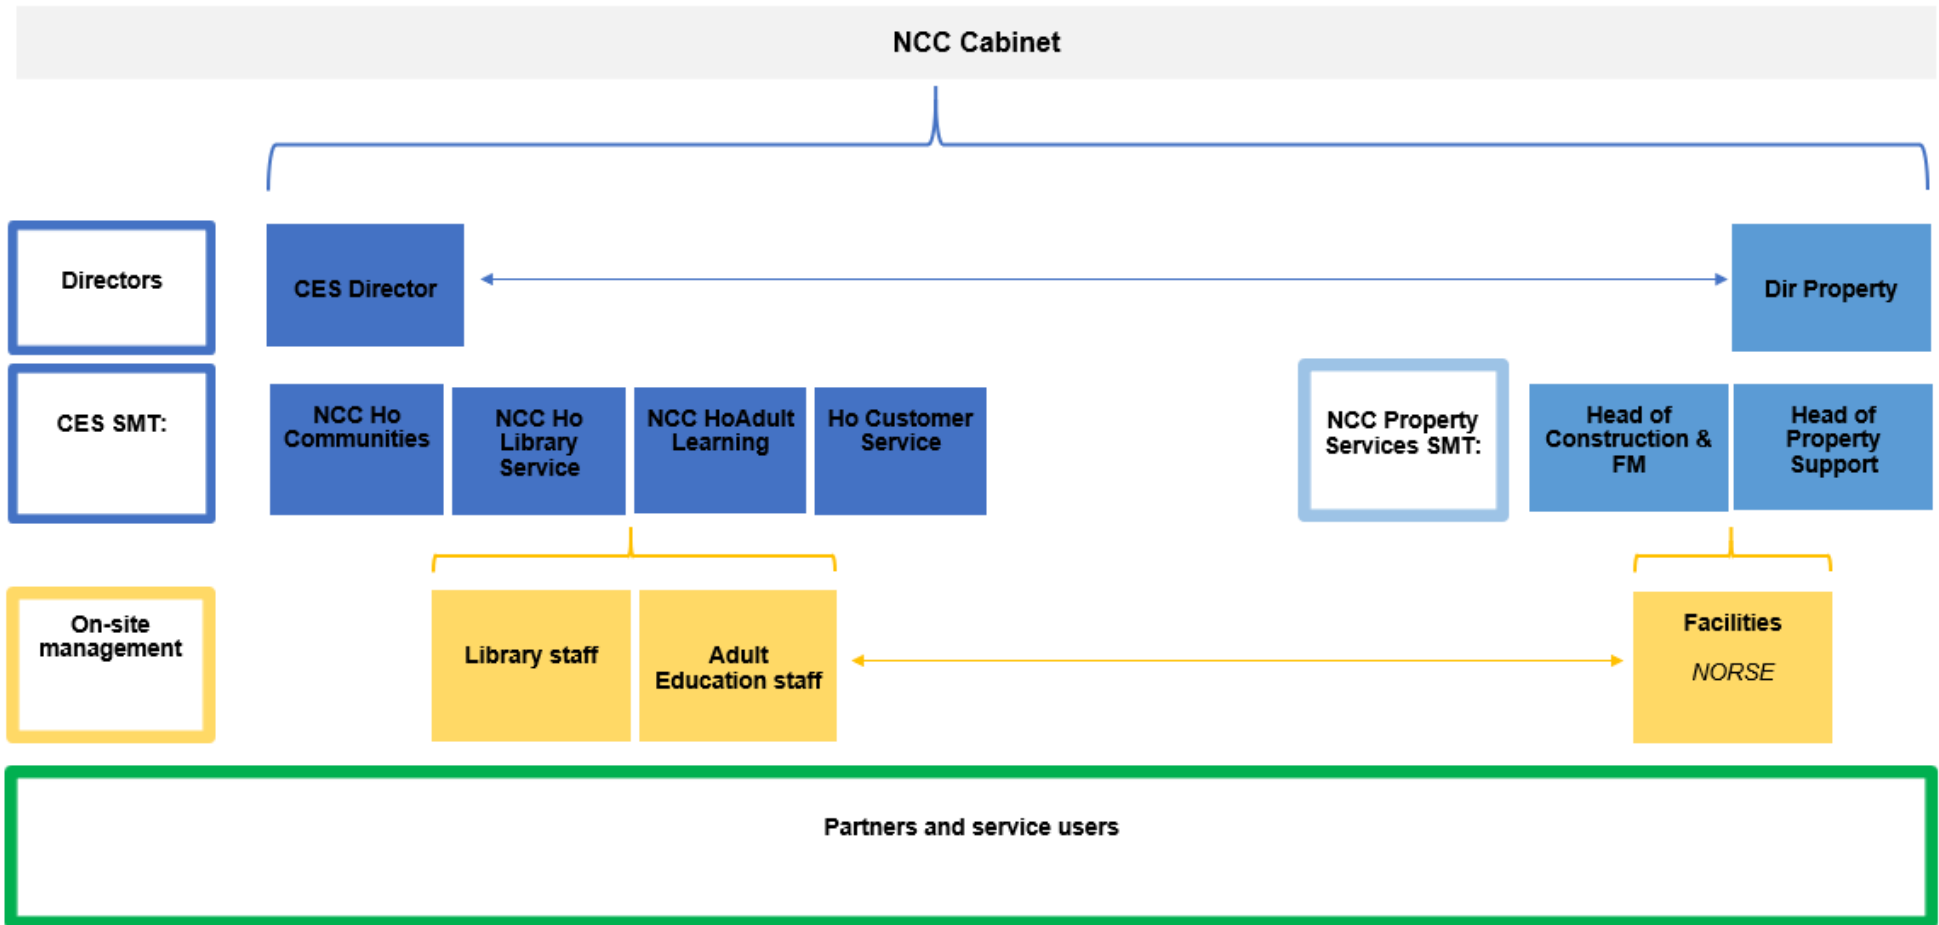 NCC Cabinet
Directors
CES Director
Dir Property
CES SMT:
NCC Ho
Communities
NCC Ho
Library
Service
NCC HoAdult
Learning
Ho Customer
Service
NCC Property
Services SMT:
Head of
Construction &
FM
Head of
Property
Support
On-site
management
Library staff
Adult
Education staff
Facilities
NORSE
Partners and service users